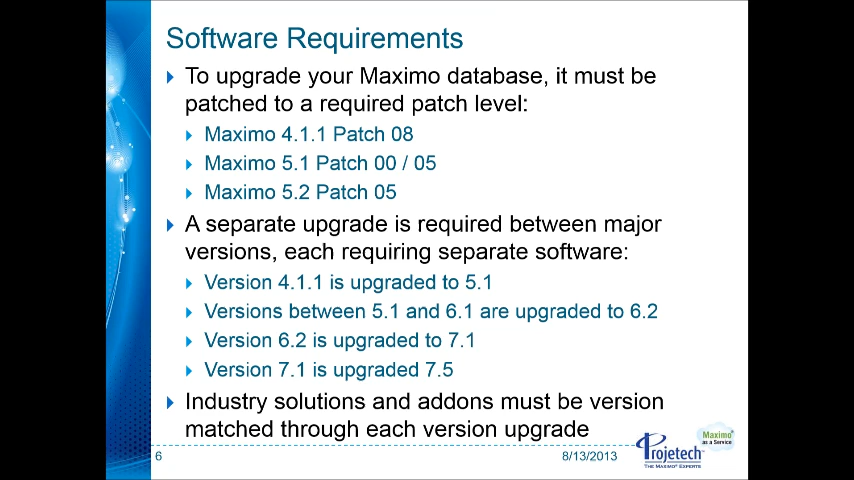 Software Requirements
To upgrade your Maximo database, it must be
patched to a required patch level:
Maximo 4.1.1 Patch 08
Maximo 5.1 Patch 00 / 05
Maximo 5.2 Patch 05
A separate upgrade is required between major
versions, each requiring separate software:
Version 4.1.1 is upgraded to 5.1
Versions between 5.1 and 6.1 are upgraded to 6.2
Version 6.2 is upgraded to 7.1
Version 7.1 is upgraded 7.5
Industry solutions and addons must be version
matched through each version upgrade
6
8/13/2013
Projetech
THE MAXIMO EXPERTS
Maximo
as a Service